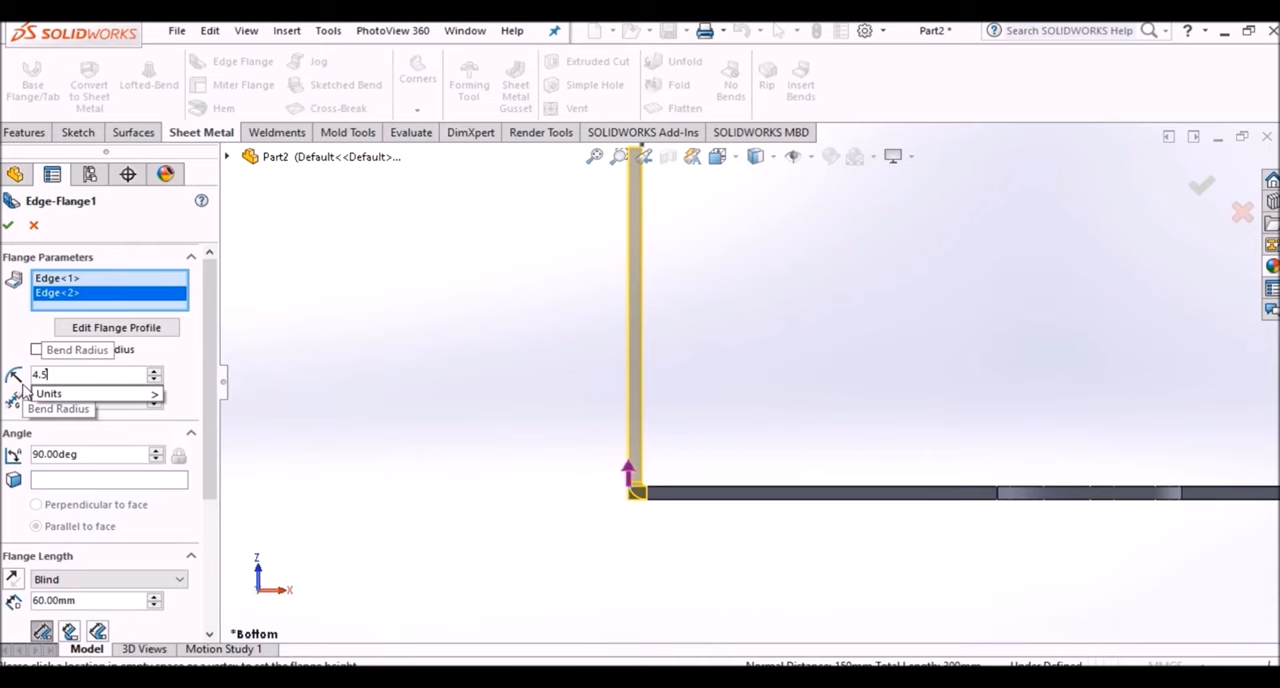 SOLIDWORKS File Edit View Insert Tools PhotoView 360 Window Help Part2 * Search SOLIDWORKS Help
Base Flange/Tab
Convert to Sheet Metal
Lofted-Bend
Edge Flange
Miter Flange
Hem
Jog
Sketched Bend
Cross-Break
Corners
Forming Tool
Sheet Metal Gusset
Extruded Cut
Simple Hole
Vent
Unfold
Fold
Flatten
No Bends
Rip
Insert Bends
Features Sketch Surfaces Sheet Metal Weldments Mold Tools Evaluate DimXpert Render Tools SOLIDWORKS Add-Ins SOLIDWORKS MBD
Part2 (Default<<Default>...
Edge-Flange1
Flange Parameters
Edge<1>
Edge<2>
Edit Flange Profile
Bend Radius
4.5
Units >
Bend Radius
Angle
90.00deg
Perpendicular to face
Parallel to face
Flange Length
Blind
60.00mm
Z
X
*Bottom
Model 3D Views Motion Study 1